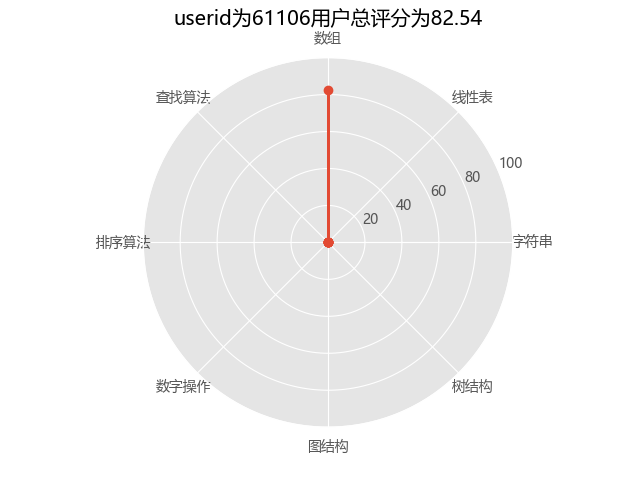 userid为61106用户总评分为82.54
数组
查找算法
线性表
100
80
60
40
20
排序算法
字符串
数字操作
树结构
图结构